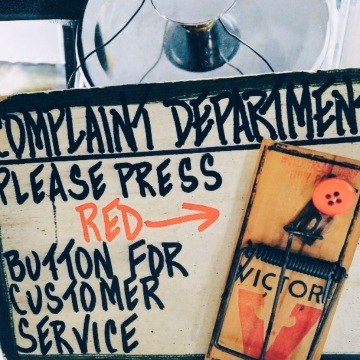 COMPLAINT DEPARTMENT
PLEASE PRESS
RED
BUTTON FOR
CUSTOMER
SERVICE
VICTOR